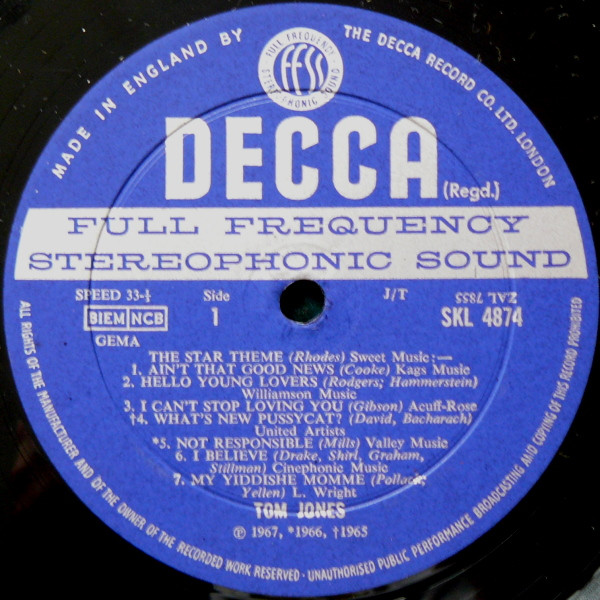 MADE IN ENGLAND BY
THE DECCA RECORD CO. LTD. LONDON
FULL FREQUENCY
ffss
STEREOPHONIC SOUND
DECCA
(Regd.)
FULL FREQUENCY
STEREOPHONIC SOUND
SPEED 33-⅓ Side J/T ZAL 7855
BIEM NCB 1 SKL 4874
GEMA
THE STAR THEME (Rhodes) Sweet Music:—
1. AIN'T THAT GOOD NEWS (Cooke) Kags Music
2. HELLO YOUNG LOVERS (Rodgers; Hammerstein)
Williamson Music
3. I CAN'T STOP LOVING YOU (Gibson) Acuff-Rose
†4. WHAT'S NEW PUSSYCAT? (David, Bacharach)
United Artists
*5. NOT RESPONSIBLE (Mills) Valley Music
6. I BELIEVE (Drake, Shirl, Graham,
Stillman) Cinephonic Music
7. MY YIDDISHE MOMME (Pollack;
Yellen) L. Wright
TOM JONES
℗ 1967, *1966, †1965
ALL RIGHTS OF THE MANUFACTURER AND OF THE OWNER OF THE RECORDED WORK RESERVED · UNAUTHORISED PUBLIC PERFORMANCE BROADCASTING AND COPYING OF THIS RECORD PROHIBITED